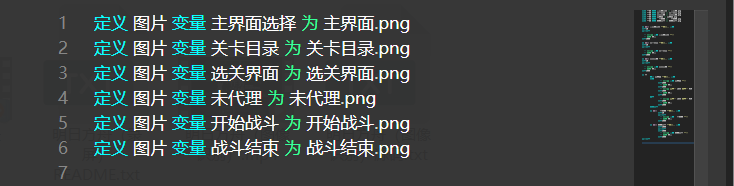 1 定义 图片 变量 主界面选择 为 主界面.png
2 定义 图片 变量 关卡目录 为 关卡目录.png
3 定义 图片 变量 选关界面 为 选关界面.png
4 定义 图片 变量 未代理 为 未代理.png
5 定义 图片 变量 开始战斗 为 开始战斗.png
6 定义 图片 变量 战斗结束 为 战斗结束.png
7